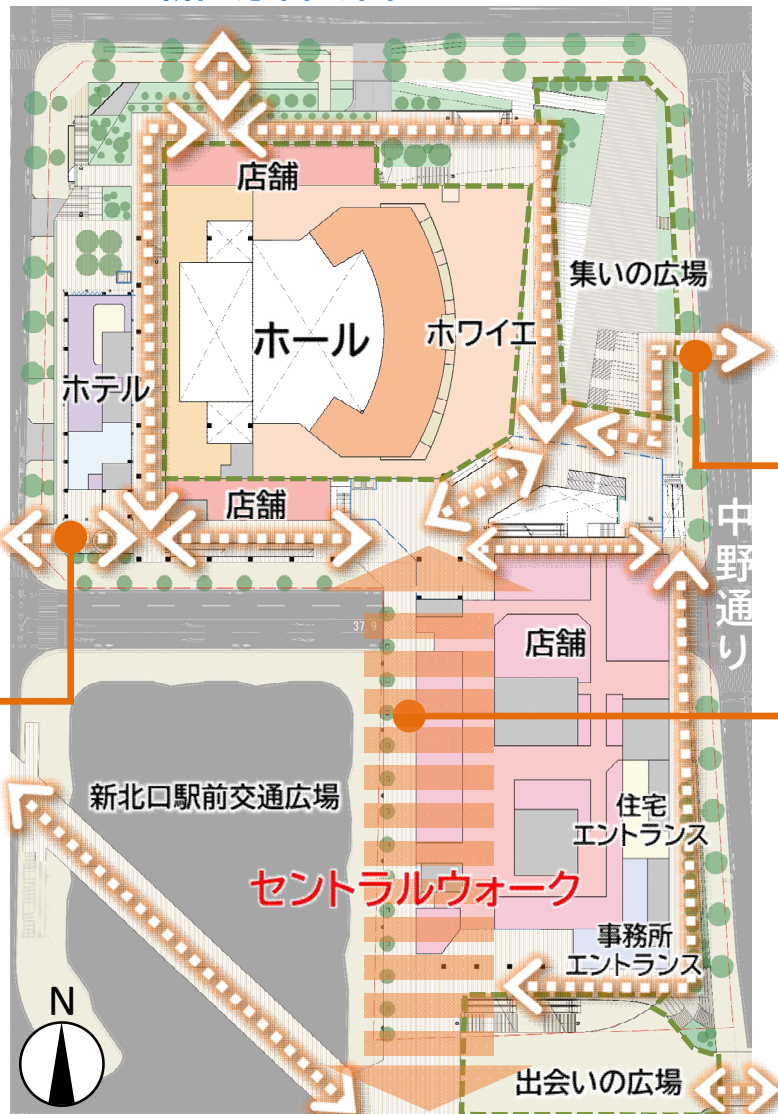 店舗
集いの広場
ホール
ホワイエ
ホテル
店舗
中野通り
37.9
店舗
新北口駅前交通広場
住宅
エントランス
セントラルウォーク
事務所
エントランス
N
出会いの広場